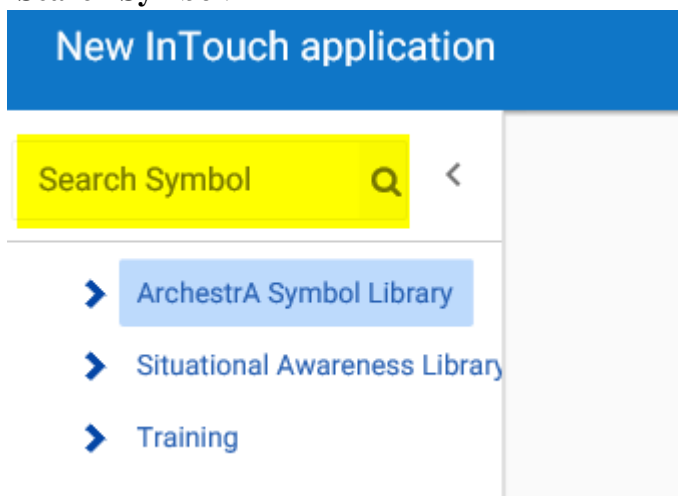 New InTouch application
Search Symbol
ArchestrA Symbol Library
Situational Awareness Library
Training